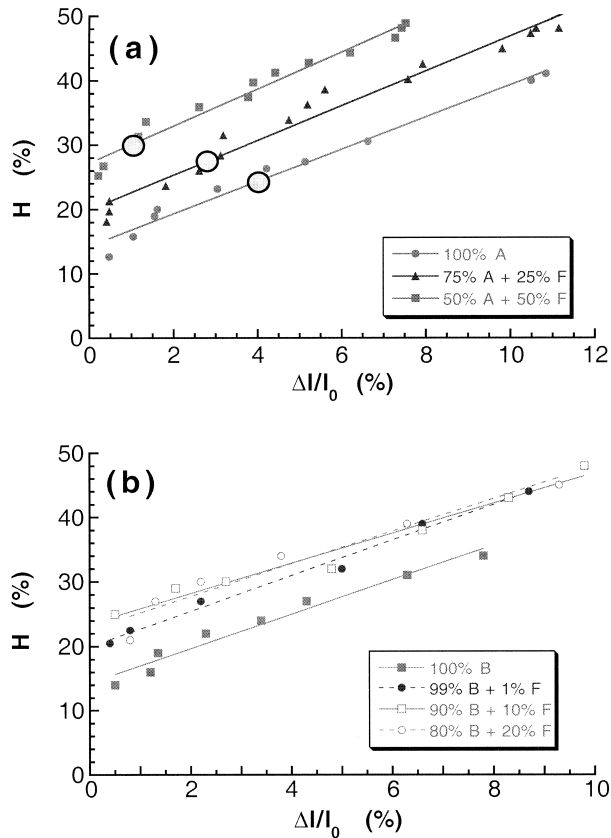 (a)
50
40
30
20
10
0
H (%)
100% A
75% A + 25% F
50% A + 50% F
0 2 4 6 8 10 12
ΔI/I0 (%)
(b)
50
40
30
20
10
0
H (%)
100% B
99% B + 1% F
90% B + 10% F
80% B + 20% F
0 2 4 6 8 10
ΔI/I0 (%)